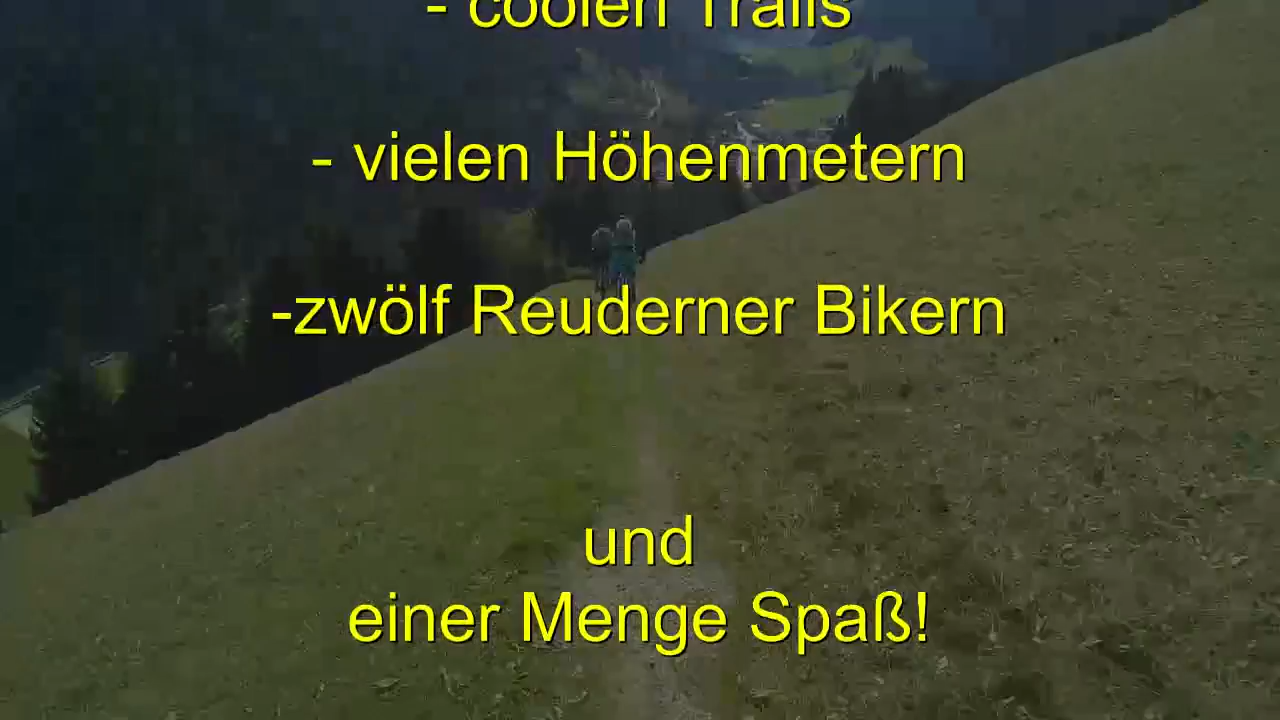 - coolen Trails
- vielen Höhenmetern
-zwölf Reuderner Bikern
und
einer Menge Spaß!